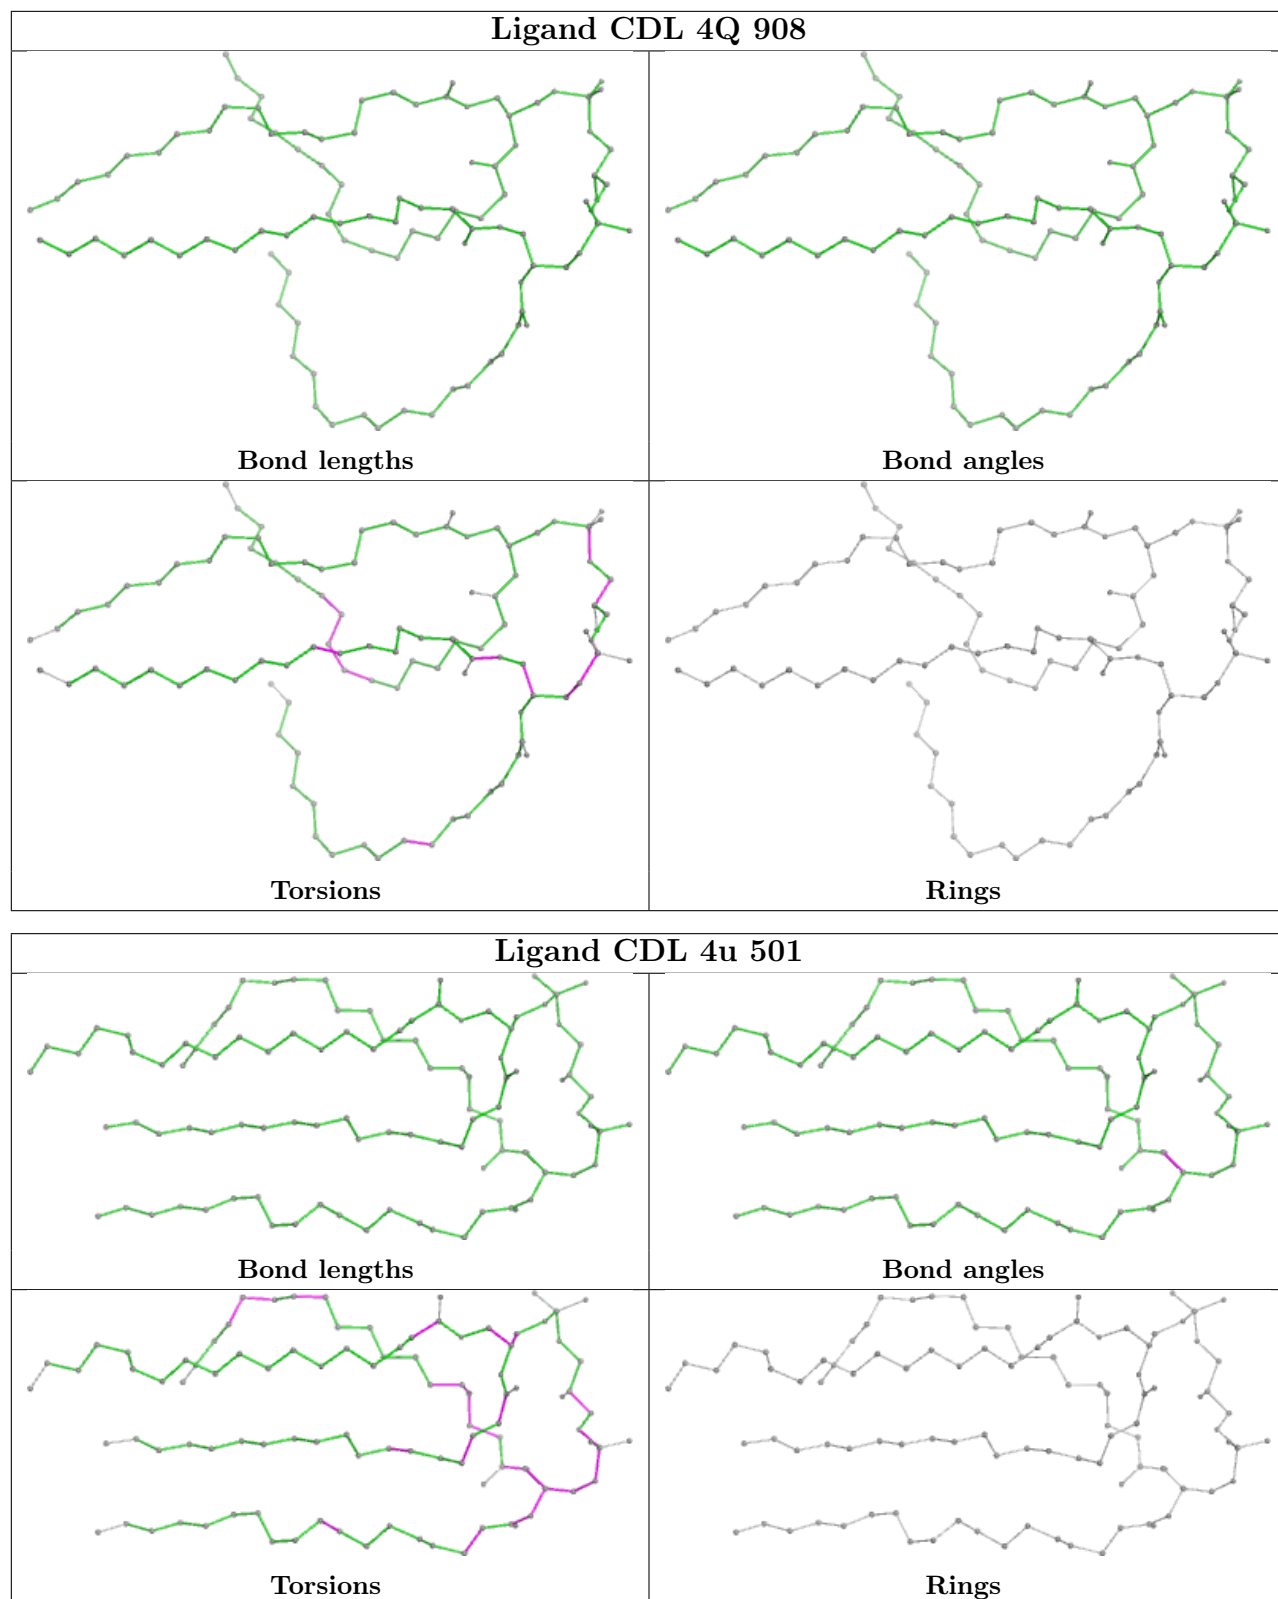 Ligand CDL 4Q 908
Bond lengths
Bond angles
Torsions
Rings
Ligand CDL 4u 501
Bond lengths
Bond angles
Torsions
Rings